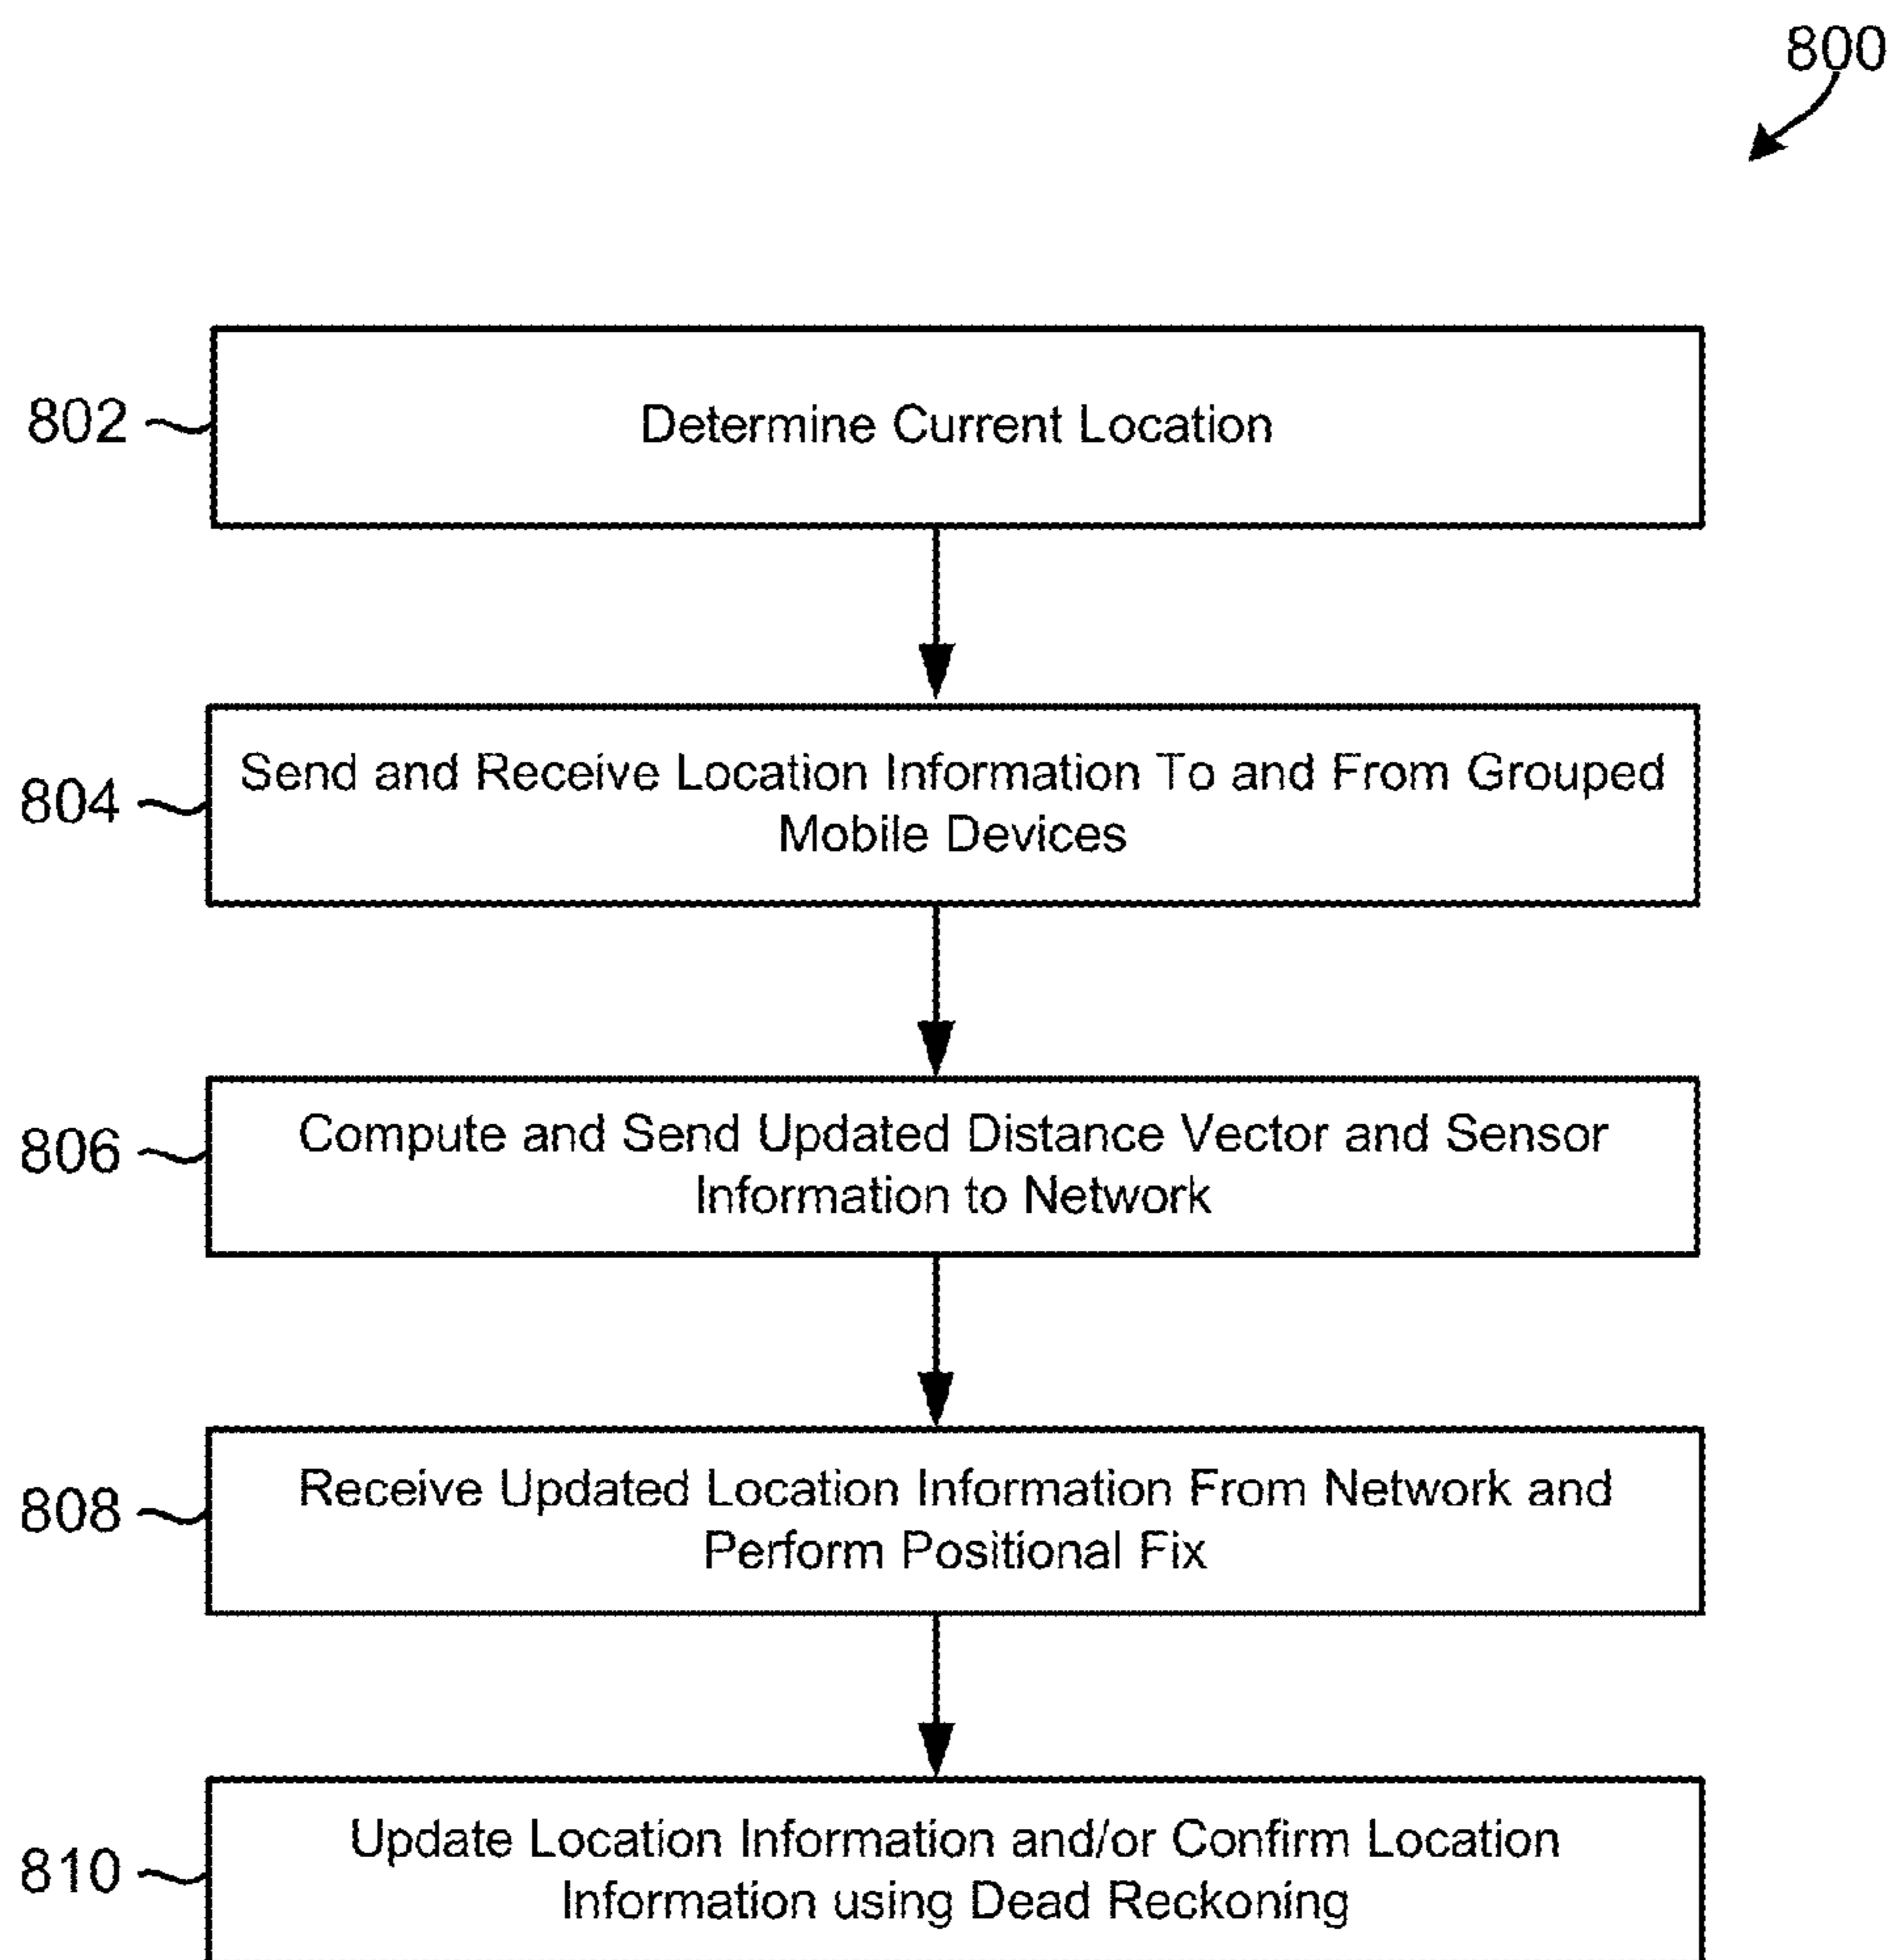 800
802
Determine Current Location
804
Send and Receive Location Information To and From Grouped
Mobile Devices
806
Compute and Send Updated Distance Vector and Sensor
Information to Network
808
Receive Updated Location Information From Network and
Perform Positional Fix
810
Update Location Information and/or Confirm Location
Information using Dead Reckoning